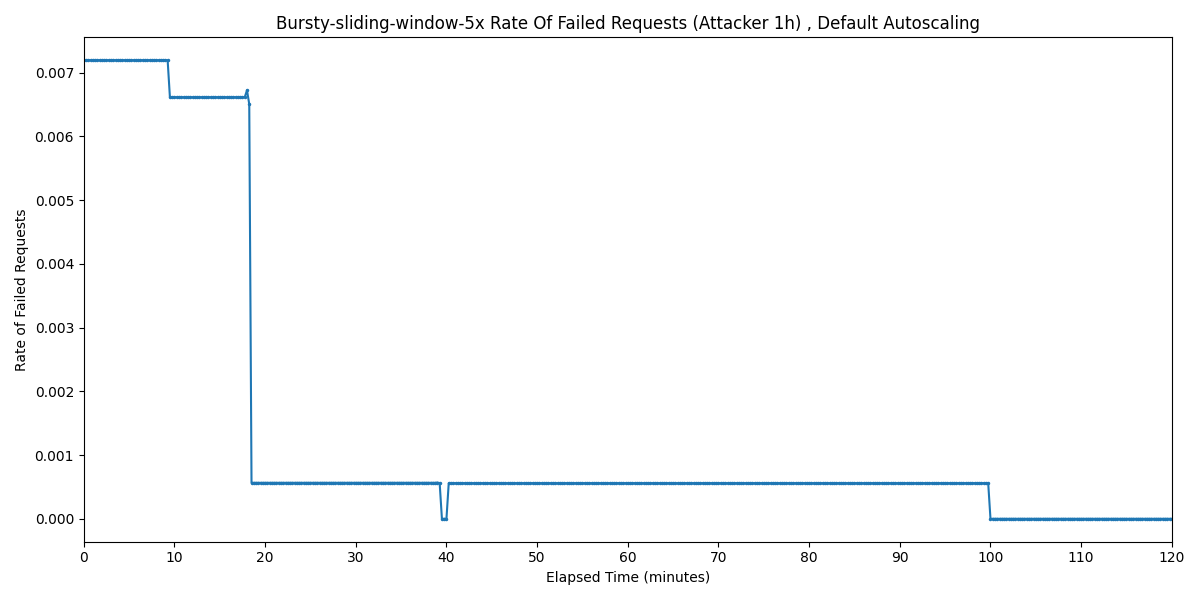 Bursty-sliding-window-5x Rate Of Failed Requests (Attacker 1h) , Default Autoscaling
Rate of Failed Requests
0.007
0.006
0.005
0.004
0.003
0.002
0.001
0.000
0 10 20 30 40 50 60 70 80 90 100 110 120
Elapsed Time (minutes)